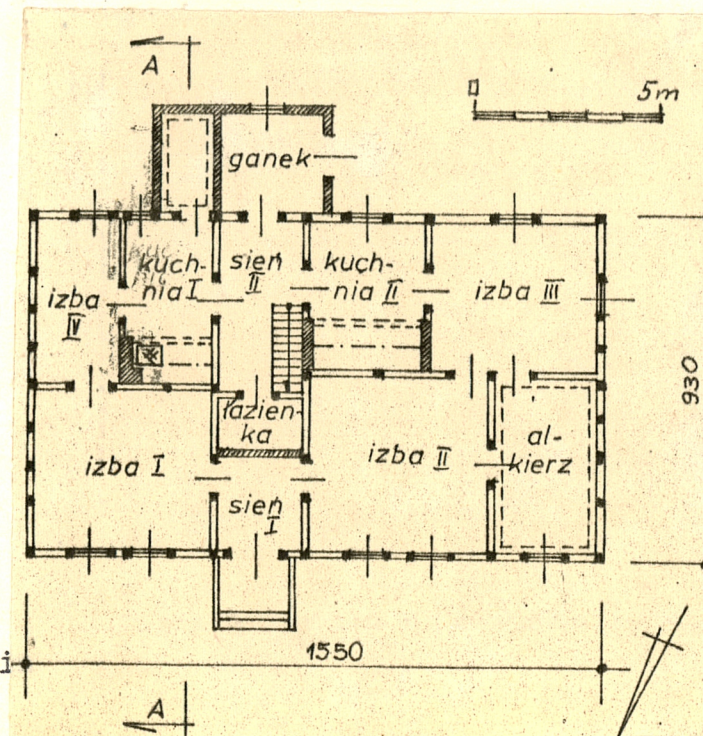 A
5m
ganek
kuch-
nia I
sień
II
kuch-
nia II
izba III
izba
IV
930
łazien-
ka
izba I
izba II
al-
kierz
sień
I
1550
i
A